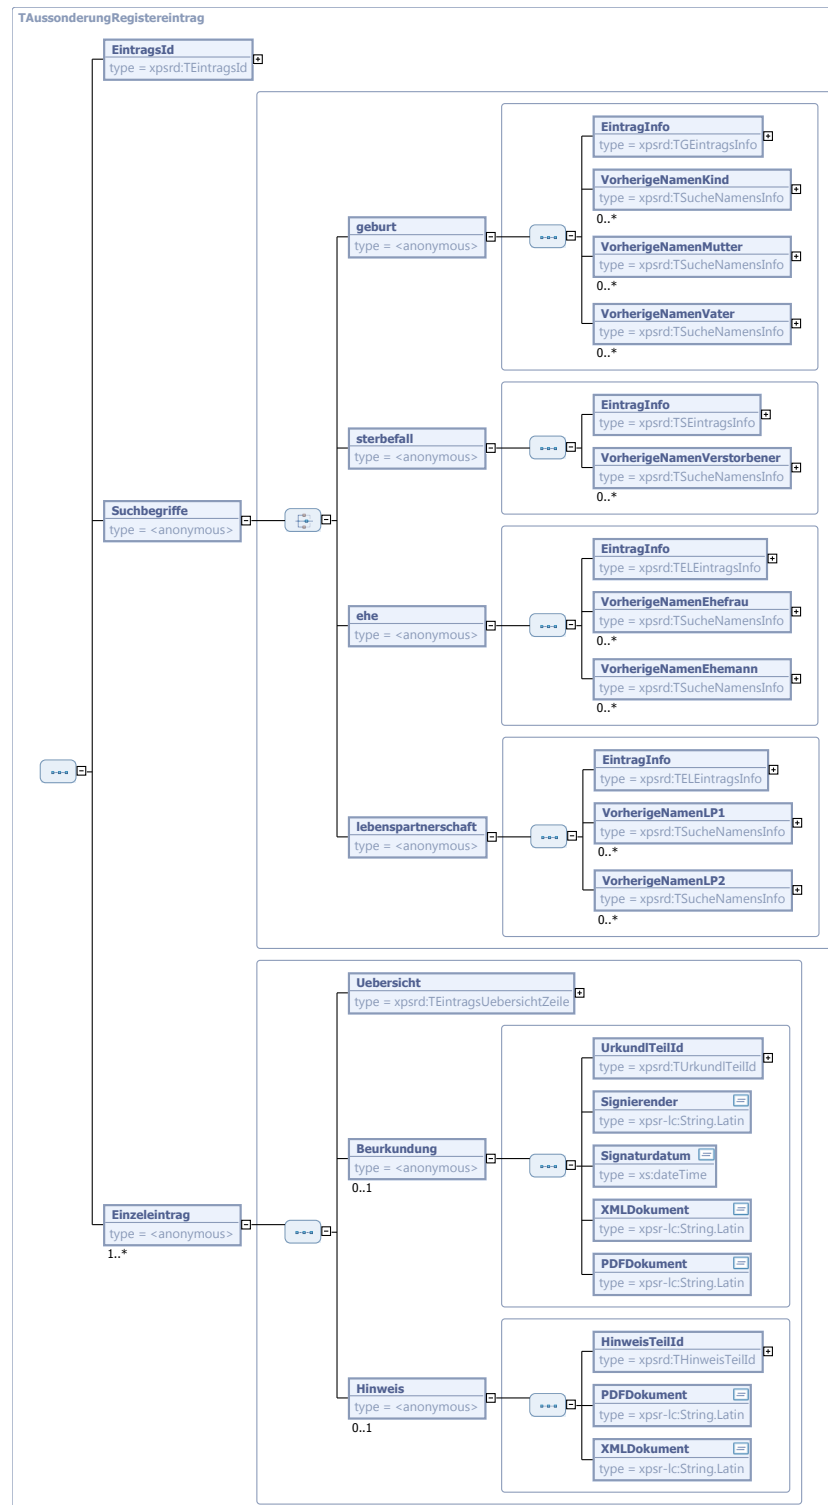 TAussonderungRegistereintrag
EintragsId
type = xpsrd:TEintragsId
Suchbegriffe
type = <anonymous>
geburt
type = <anonymous>
EintragInfo
type = xpsrd:TGEintragsInfo
VorherigeNamenKind
type = xpsrd:TSucheNamensInfo
0..*
VorherigeNamenMutter
type = xpsrd:TSucheNamensInfo
0..*
VorherigeNamenVater
type = xpsrd:TSucheNamensInfo
0..*
sterbefall
type = <anonymous>
EintragInfo
type = xpsrd:TSEintragsInfo
VorherigeNamenVerstorbener
type = xpsrd:TSucheNamensInfo
0..*
ehe
type = <anonymous>
EintragInfo
type = xpsrd:TELEintragsInfo
VorherigeNamenEhefrau
type = xpsrd:TSucheNamensInfo
0..*
VorherigeNamenEhemann
type = xpsrd:TSucheNamensInfo
0..*
lebenspartnerschaft
type = <anonymous>
EintragInfo
type = xpsrd:TELEintragsInfo
VorherigeNamenLP1
type = xpsrd:TSucheNamensInfo
0..*
VorherigeNamenLP2
type = xpsrd:TSucheNamensInfo
0..*
Einzeleintrag
type = <anonymous>
1..*
Uebersicht
type = xpsrd:TEintragsUebersichtZeile
Beurkundung
type = <anonymous>
0..1
UrkundlTeilId
type = xpsrd:TUrkundlTeilId
Signierender
type = xpsr-lc:String.Latin
Signaturdatum
type = xs:dateTime
XMLDokument
type = xpsr-lc:String.Latin
PDFDokument
type = xpsr-lc:String.Latin
Hinweis
type = <anonymous>
0..1
HinweisTeilId
type = xpsrd:THinweisTeilId
PDFDokument
type = xpsr-lc:String.Latin
XMLDokument
type = xpsr-lc:String.Latin